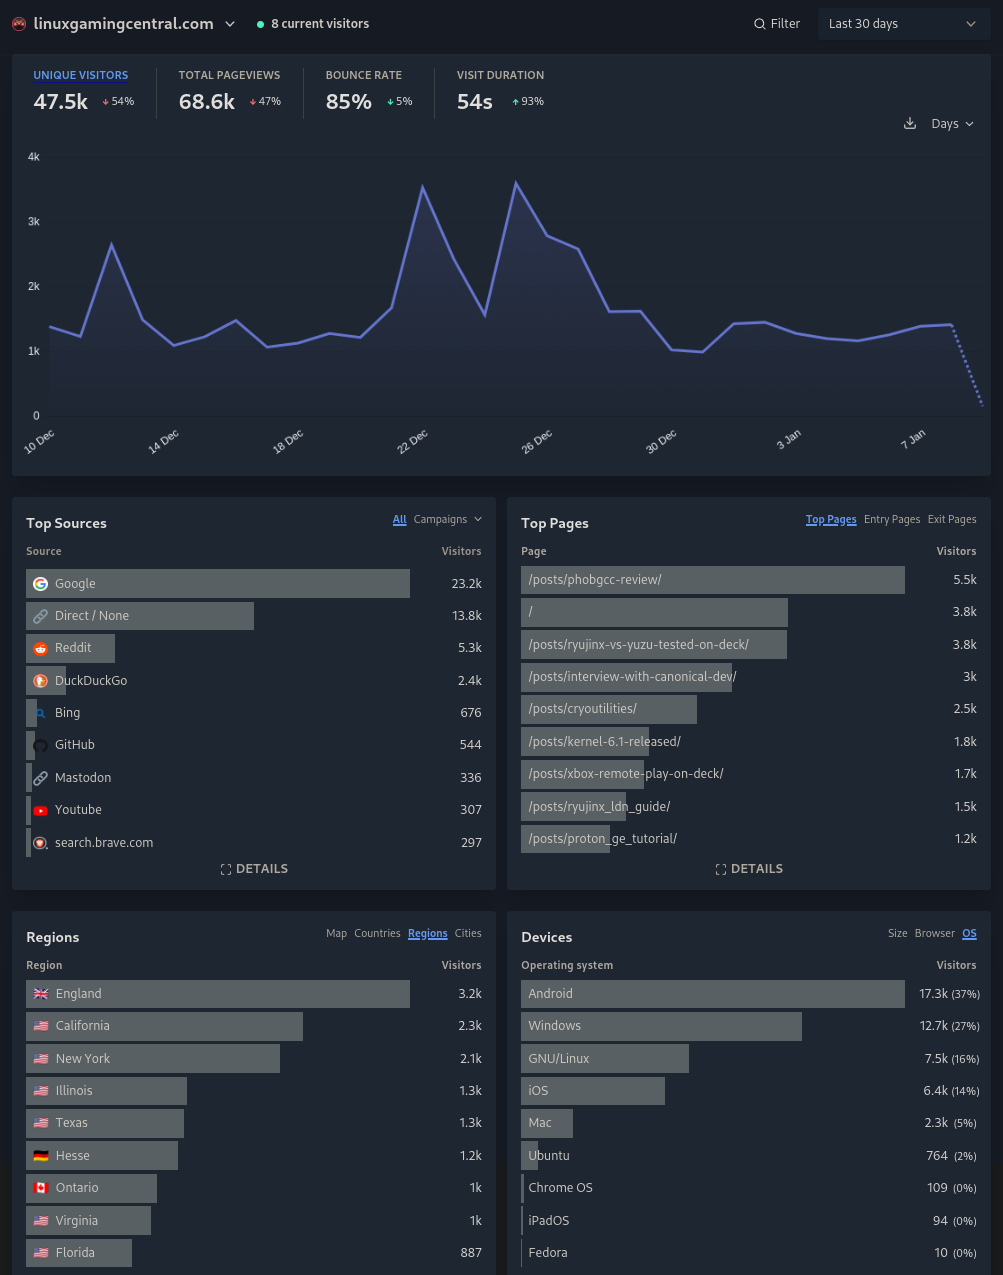 linuxgamingcentral.com 8 current visitors Filter Last 30 days
UNIQUE VISITORS TOTAL PAGEVIEWS BOUNCE RATE VISIT DURATION
47.5k ↓54% 68.6k ↓47% 85% ↓5% 54s ↑93%
Days
4k
3k
2k
1k
0
10 Dec 14 Dec 18 Dec 22 Dec 26 Dec 30 Dec 3 Jan 7 Jan
Top Sources All Campaigns
Source Visitors
Google 23.2k
Direct / None 13.8k
Reddit 5.3k
DuckDuckGo 2.4k
Bing 676
GitHub 544
Mastodon 336
Youtube 307
search.brave.com 297
DETAILS
Top Pages Top Pages Entry Pages Exit Pages
Page Visitors
/posts/phobgcc-review/ 5.5k
/ 3.8k
/posts/ryujinx-vs-yuzu-tested-on-deck/ 3.8k
/posts/interview-with-canonical-dev/ 3k
/posts/cryoutilities/ 2.5k
/posts/kernel-6.1-released/ 1.8k
/posts/xbox-remote-play-on-deck/ 1.7k
/posts/ryujinx_ldn_guide/ 1.5k
/posts/proton_ge_tutorial/ 1.2k
DETAILS
Regions Map Countries Regions Cities
Region Visitors
England 3.2k
California 2.3k
New York 2.1k
Illinois 1.3k
Texas 1.3k
Hesse 1.2k
Ontario 1k
Virginia 1k
Florida 887
Devices Size Browser OS
Operating system Visitors
Android 17.3k (37%)
Windows 12.7k (27%)
GNU/Linux 7.5k (16%)
iOS 6.4k (14%)
Mac 2.3k (5%)
Ubuntu 764 (2%)
Chrome OS 109 (0%)
iPadOS 94 (0%)
Fedora 10 (0%)